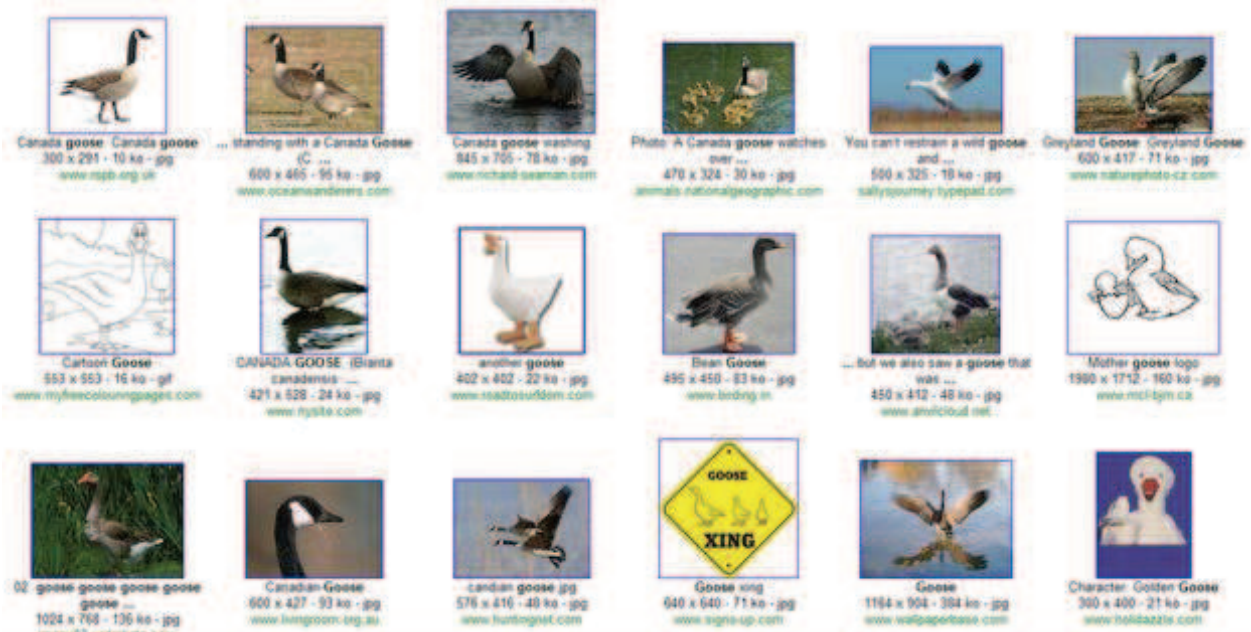 Canada goose Canada goose
300 x 291 - 10 ko - jpg
www.rspb.org.uk
... standing with a Canada Goose
(C ...
600 x 465 - 95 ko - jpg
www.oceanwanderers.com
Canada goose washing
845 x 705 - 78 ko - jpg
www.richard-seaman.com
Photo: A Canada goose watches
over ...
470 x 324 - 30 ko - jpg
animals.nationalgeographic.com
You can't restrain a wild goose
and ...
500 x 325 - 18 ko - jpg
sallysjourney.typepad.com
Greyland Goose Greyland Goose
600 x 417 - 71 ko - jpg
www.naturephoto-cz.com
Cartoon Goose
553 x 553 - 16 ko - gif
www.myfreecolouringpages.com
CANADA GOOSE (Branta
canadensis ...
421 x 528 - 24 ko - jpg
www.nysite.com
another goose
402 x 402 - 22 ko - jpg
www.roadtosurfdom.com
Bean Goose
495 x 450 - 83 ko - jpg
www.birding.in
... but we also saw a goose that
was ...
450 x 412 - 48 ko - jpg
www.anvilcloud.net
Mother goose logo
1980 x 1712 - 160 ko - jpg
www.mcl-bjm.ca
02 goose goose goose goose
goose ...
1024 x 768 - 136 ko - jpg
Canadian Goose
600 x 427 - 93 ko - jpg
www.livingroom.org.au
candian goose.jpg
576 x 416 - 48 ko - jpg
www.huntingnet.com
GOOSE
XING
Goose xing
640 x 640 - 71 ko - jpg
www.signs-up.com
Goose
1164 x 904 - 384 ko - jpg
www.wallpaperbase.com
Character: Golden Goose
300 x 400 - 21 ko - jpg
www.holidazzle.com